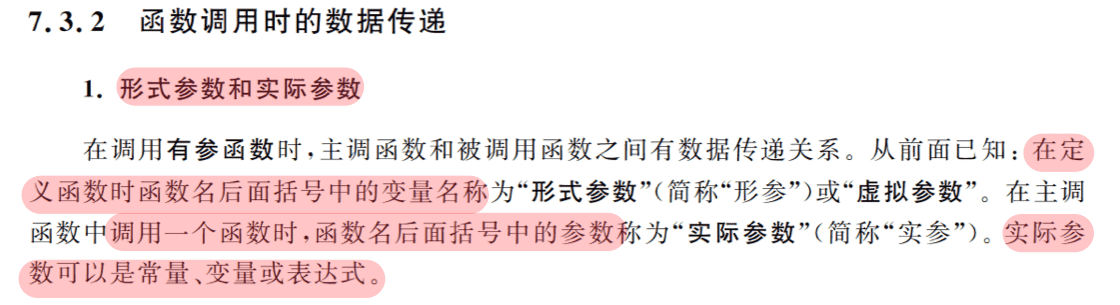 7.3.2 函数调用时的数据传递
1. 形式参数和实际参数
在调用有参函数时,主调函数和被调用函数之间有数据传递关系。从前面已知:在定
义函数时函数名后面括号中的变量名称为“形式参数”(简称“形参”)或“虚拟参数”。在主调
函数中调用一个函数时,函数名后面括号中的参数称为“实际参数”(简称“实参”)。实际参
数可以是常量、变量或表达式。